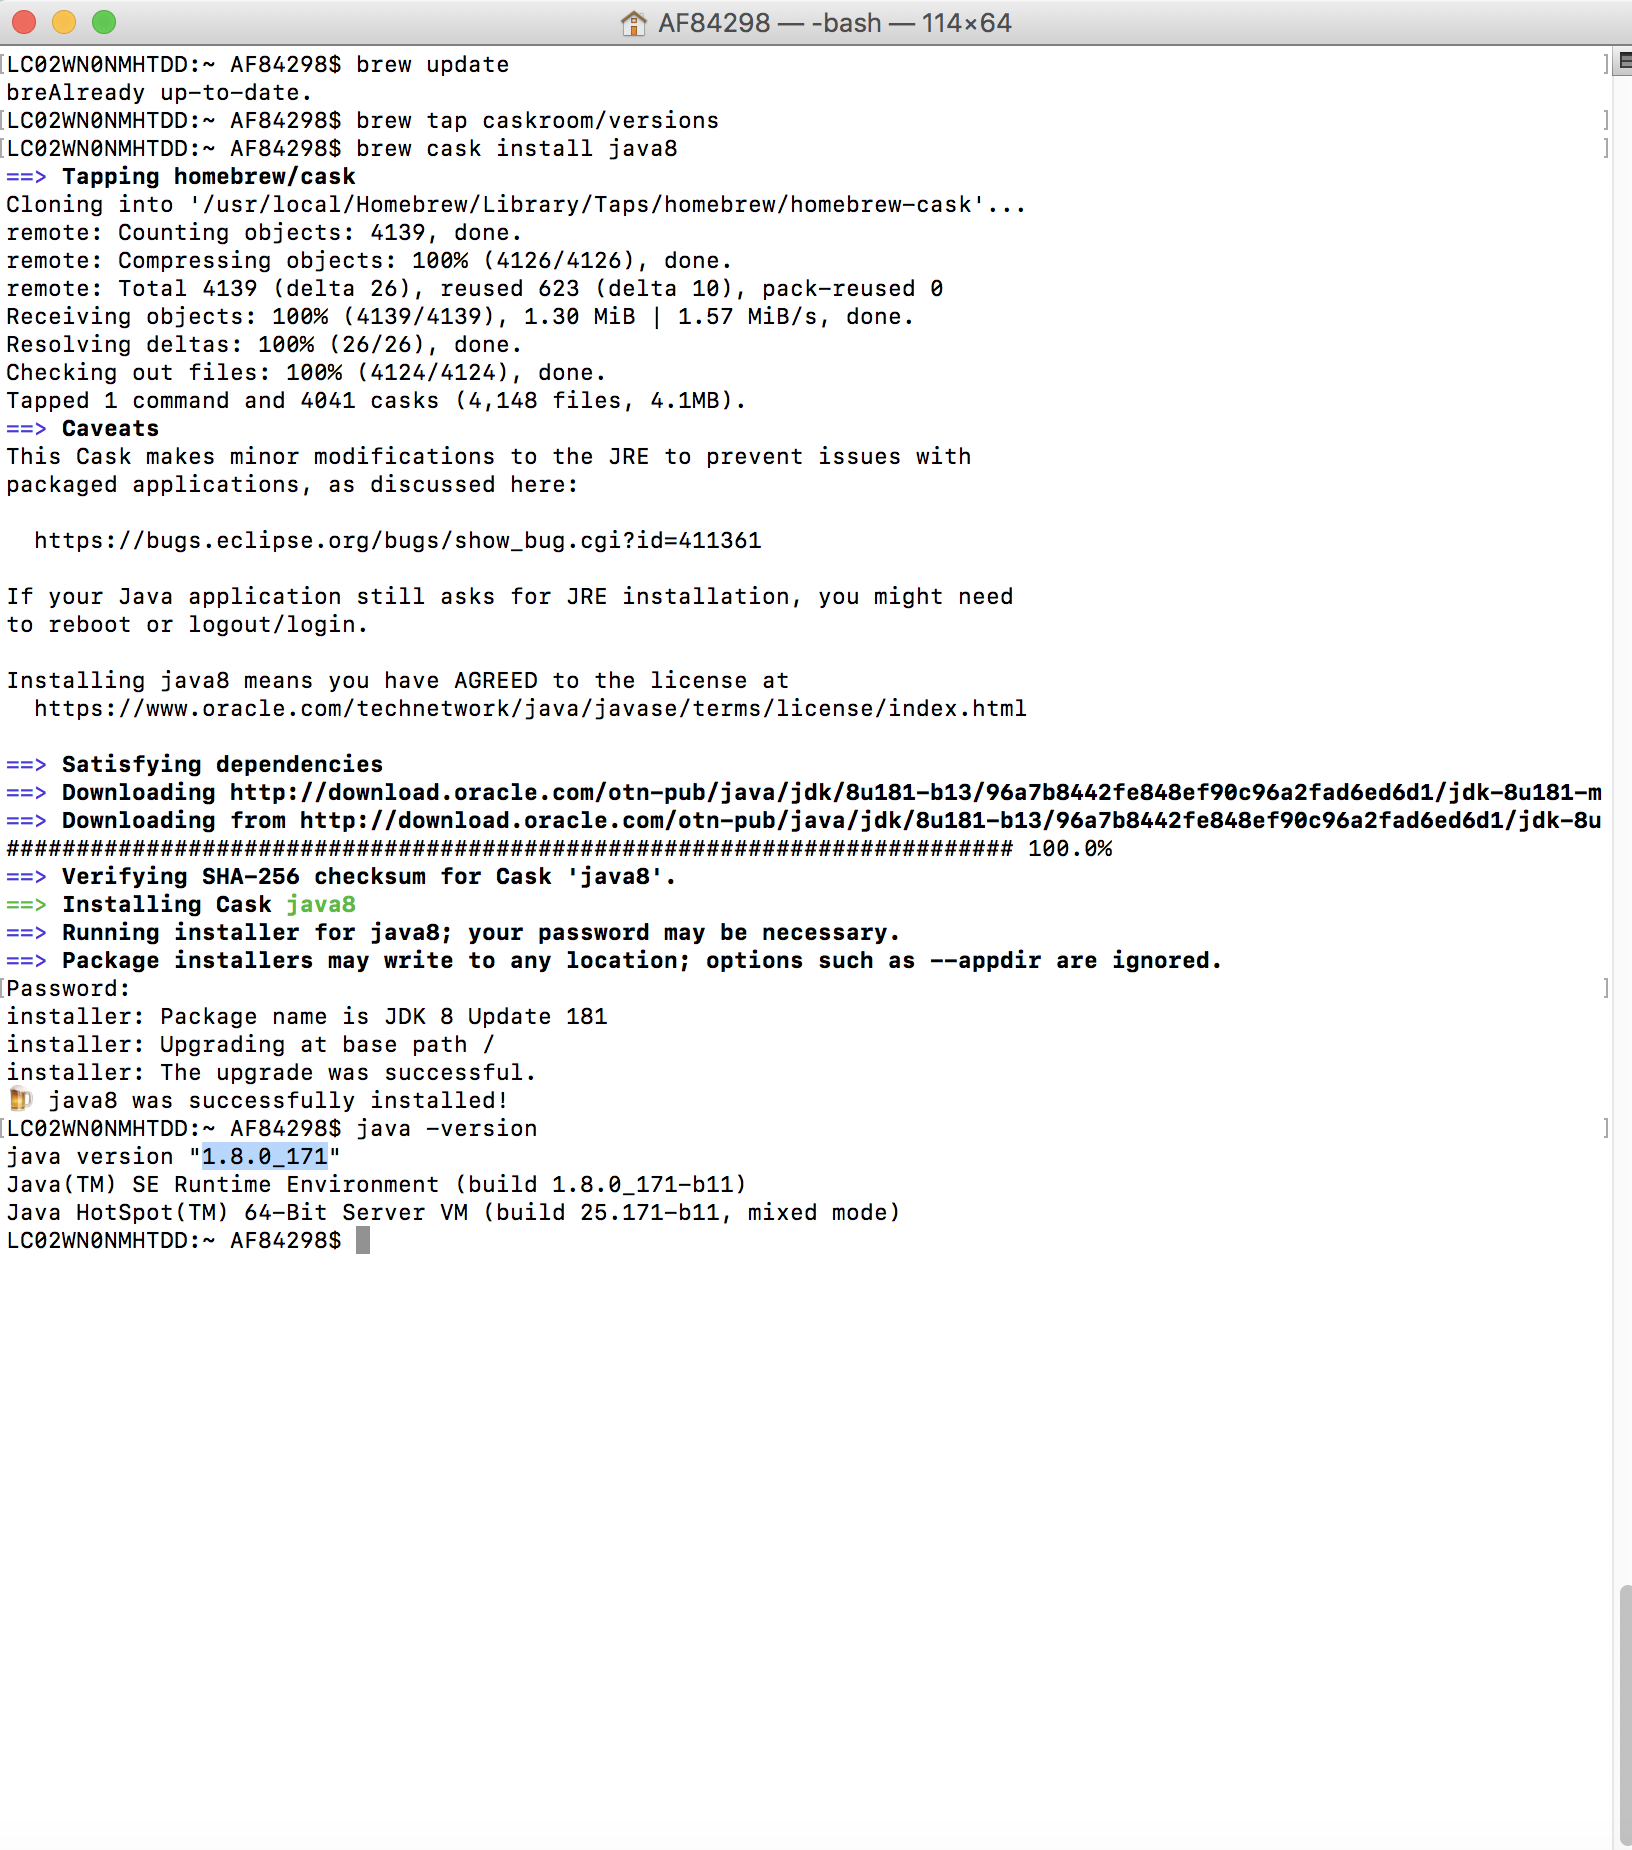 AF84298 — -bash — 114×64
[LC02WN0NMHTDD:~ AF84298$ brew update ]
breAlready up-to-date.
[LC02WN0NMHTDD:~ AF84298$ brew tap caskroom/versions ]
[LC02WN0NMHTDD:~ AF84298$ brew cask install java8 ]
==> Tapping homebrew/cask
Cloning into '/usr/local/Homebrew/Library/Taps/homebrew/homebrew-cask'...
remote: Counting objects: 4139, done.
remote: Compressing objects: 100% (4126/4126), done.
remote: Total 4139 (delta 26), reused 623 (delta 10), pack-reused 0
Receiving objects: 100% (4139/4139), 1.30 MiB | 1.57 MiB/s, done.
Resolving deltas: 100% (26/26), done.
Checking out files: 100% (4124/4124), done.
Tapped 1 command and 4041 casks (4,148 files, 4.1MB).
==> Caveats
This Cask makes minor modifications to the JRE to prevent issues with
packaged applications, as discussed here:
https://bugs.eclipse.org/bugs/show_bug.cgi?id=411361
If your Java application still asks for JRE installation, you might need
to reboot or logout/login.
Installing java8 means you have AGREED to the license at
https://www.oracle.com/technetwork/java/javase/terms/license/index.html
==> Satisfying dependencies
==> Downloading http://download.oracle.com/otn-pub/java/jdk/8u181-b13/96a7b8442fe848ef90c96a2fad6ed6d1/jdk-8u181-m
==> Downloading from http://download.oracle.com/otn-pub/java/jdk/8u181-b13/96a7b8442fe848ef90c96a2fad6ed6d1/jdk-8u
######################################################################## 100.0%
==> Verifying SHA-256 checksum for Cask 'java8'.
==> Installing Cask java8
==> Running installer for java8; your password may be necessary.
==> Package installers may write to any location; options such as --appdir are ignored.
[Password: ]
installer: Package name is JDK 8 Update 181
installer: Upgrading at base path /
installer: The upgrade was successful.
🍺 java8 was successfully installed!
[LC02WN0NMHTDD:~ AF84298$ java -version ]
java version "1.8.0_171"
Java(TM) SE Runtime Environment (build 1.8.0_171-b11)
Java HotSpot(TM) 64-Bit Server VM (build 25.171-b11, mixed mode)
LC02WN0NMHTDD:~ AF84298$